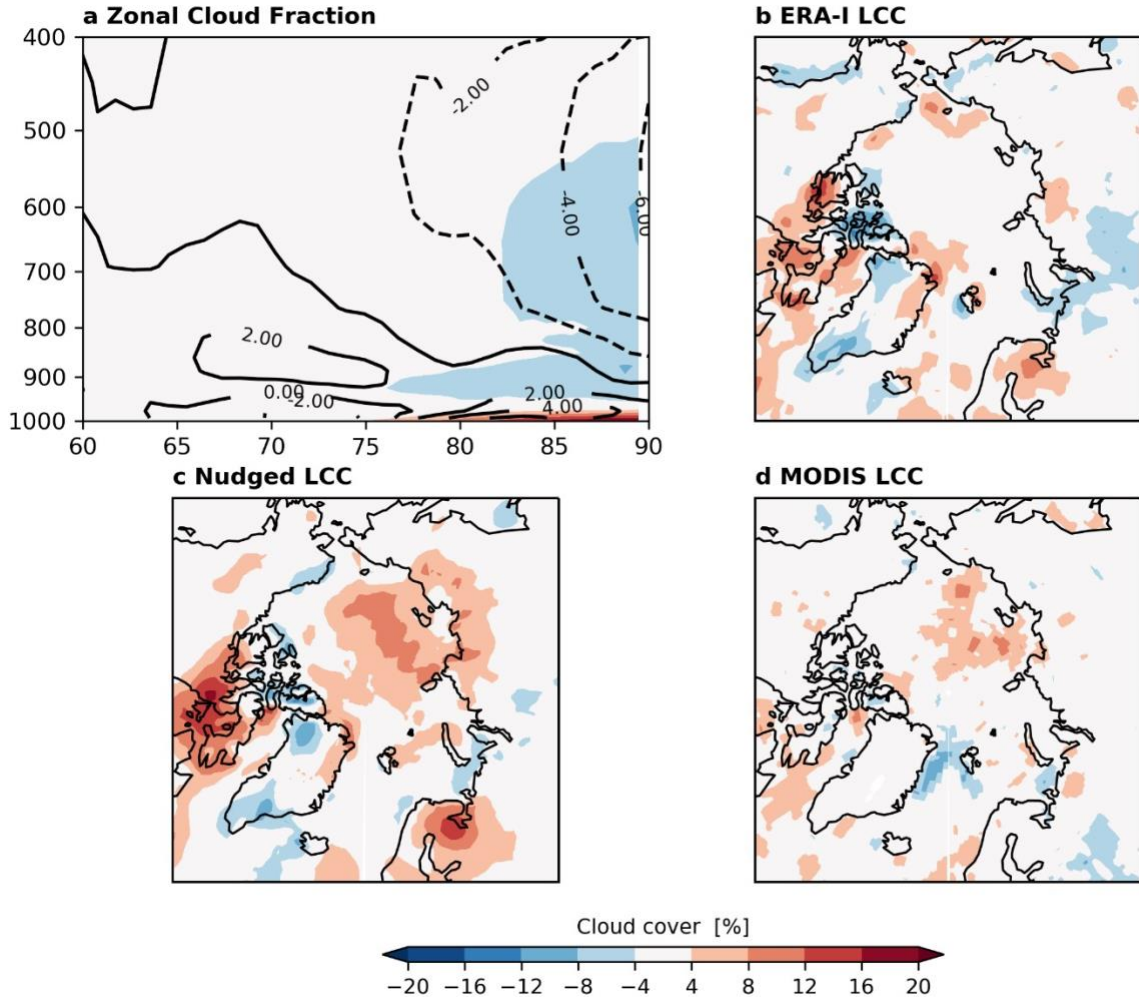 a Zonal Cloud Fraction
400
500
600
700
800
900
1000
60 65 70 75 80 85 90
-2.00
-4.00
-6.00
2.00
0.00
-2.00
2.00
4.00
b ERA-I LCC
c Nudged LCC
d MODIS LCC
Cloud cover [%]
−20 −16 −12 −8 −4 4 8 12 16 20